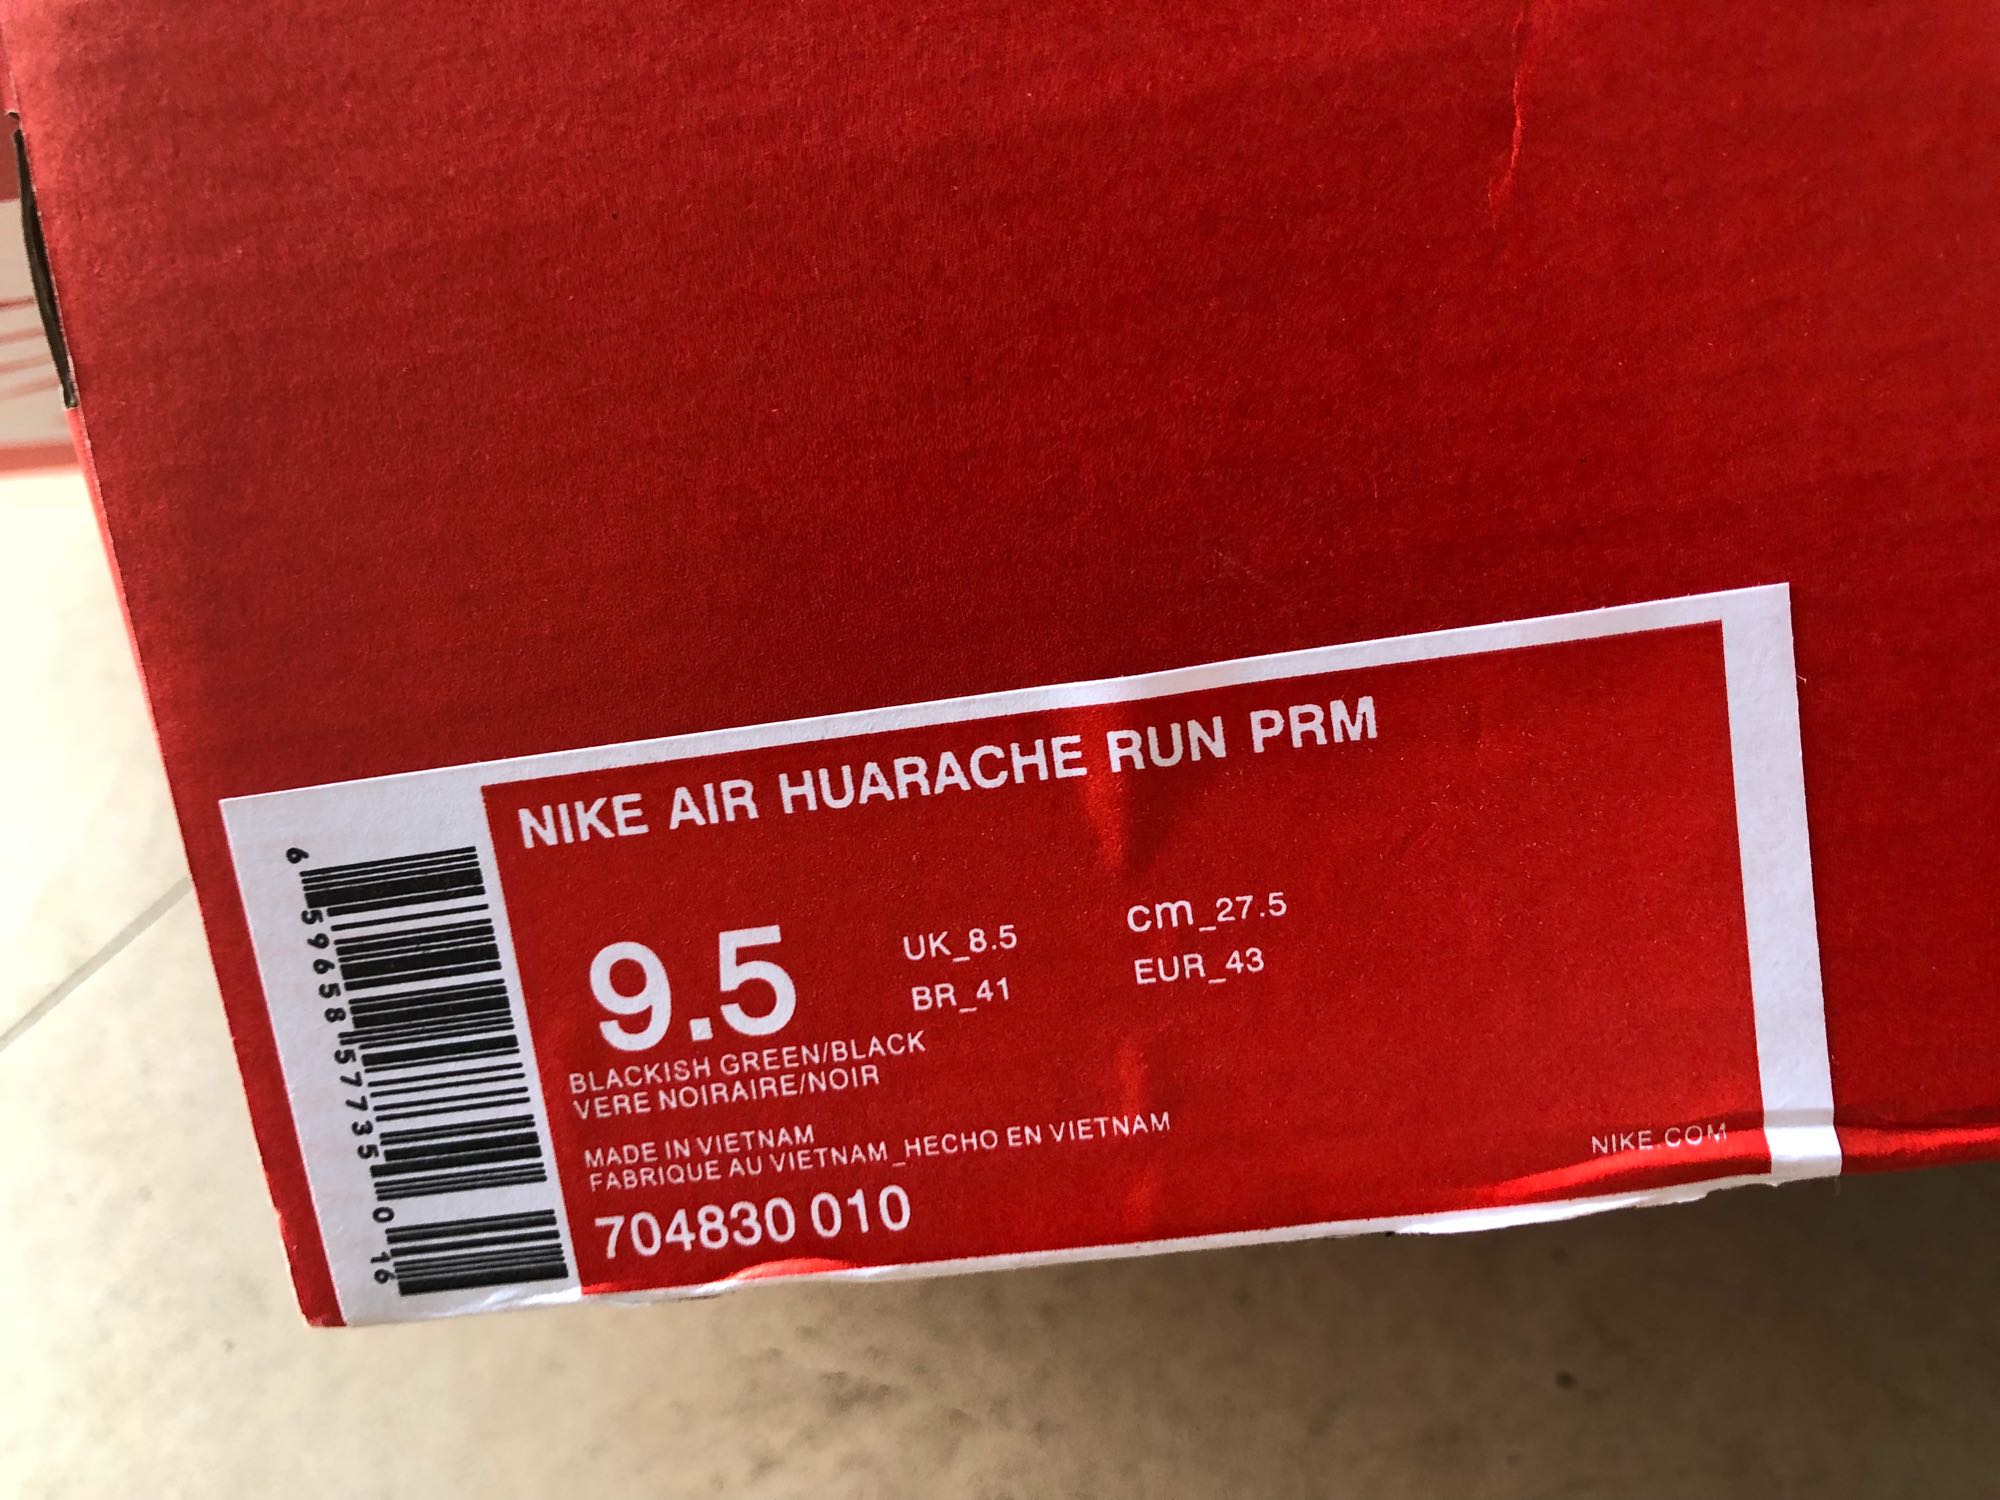 NIKE AIR HUARACHE RUN PRM
9.5
UK_8.5
cm_27.5
BR_41
EUR_43
BLACKISH GREEN/BLACK
VERE NOIRAIRE/NOIR
MADE IN VIETNAM
FABRIQUE AU VIETNAM_HECHO EN VIETNAM
704830 010
NIKE.COM
6 59658 57735 0 16